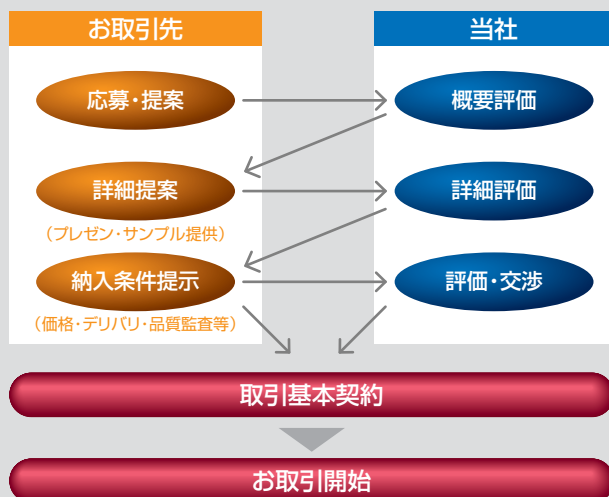 お取引先
当社
応募・提案
概要評価
詳細提案
詳細評価
(プレゼン・サンプル提供)
納入条件提示
評価・交渉
(価格・デリバリ・品質監査等)
取引基本契約
お取引開始